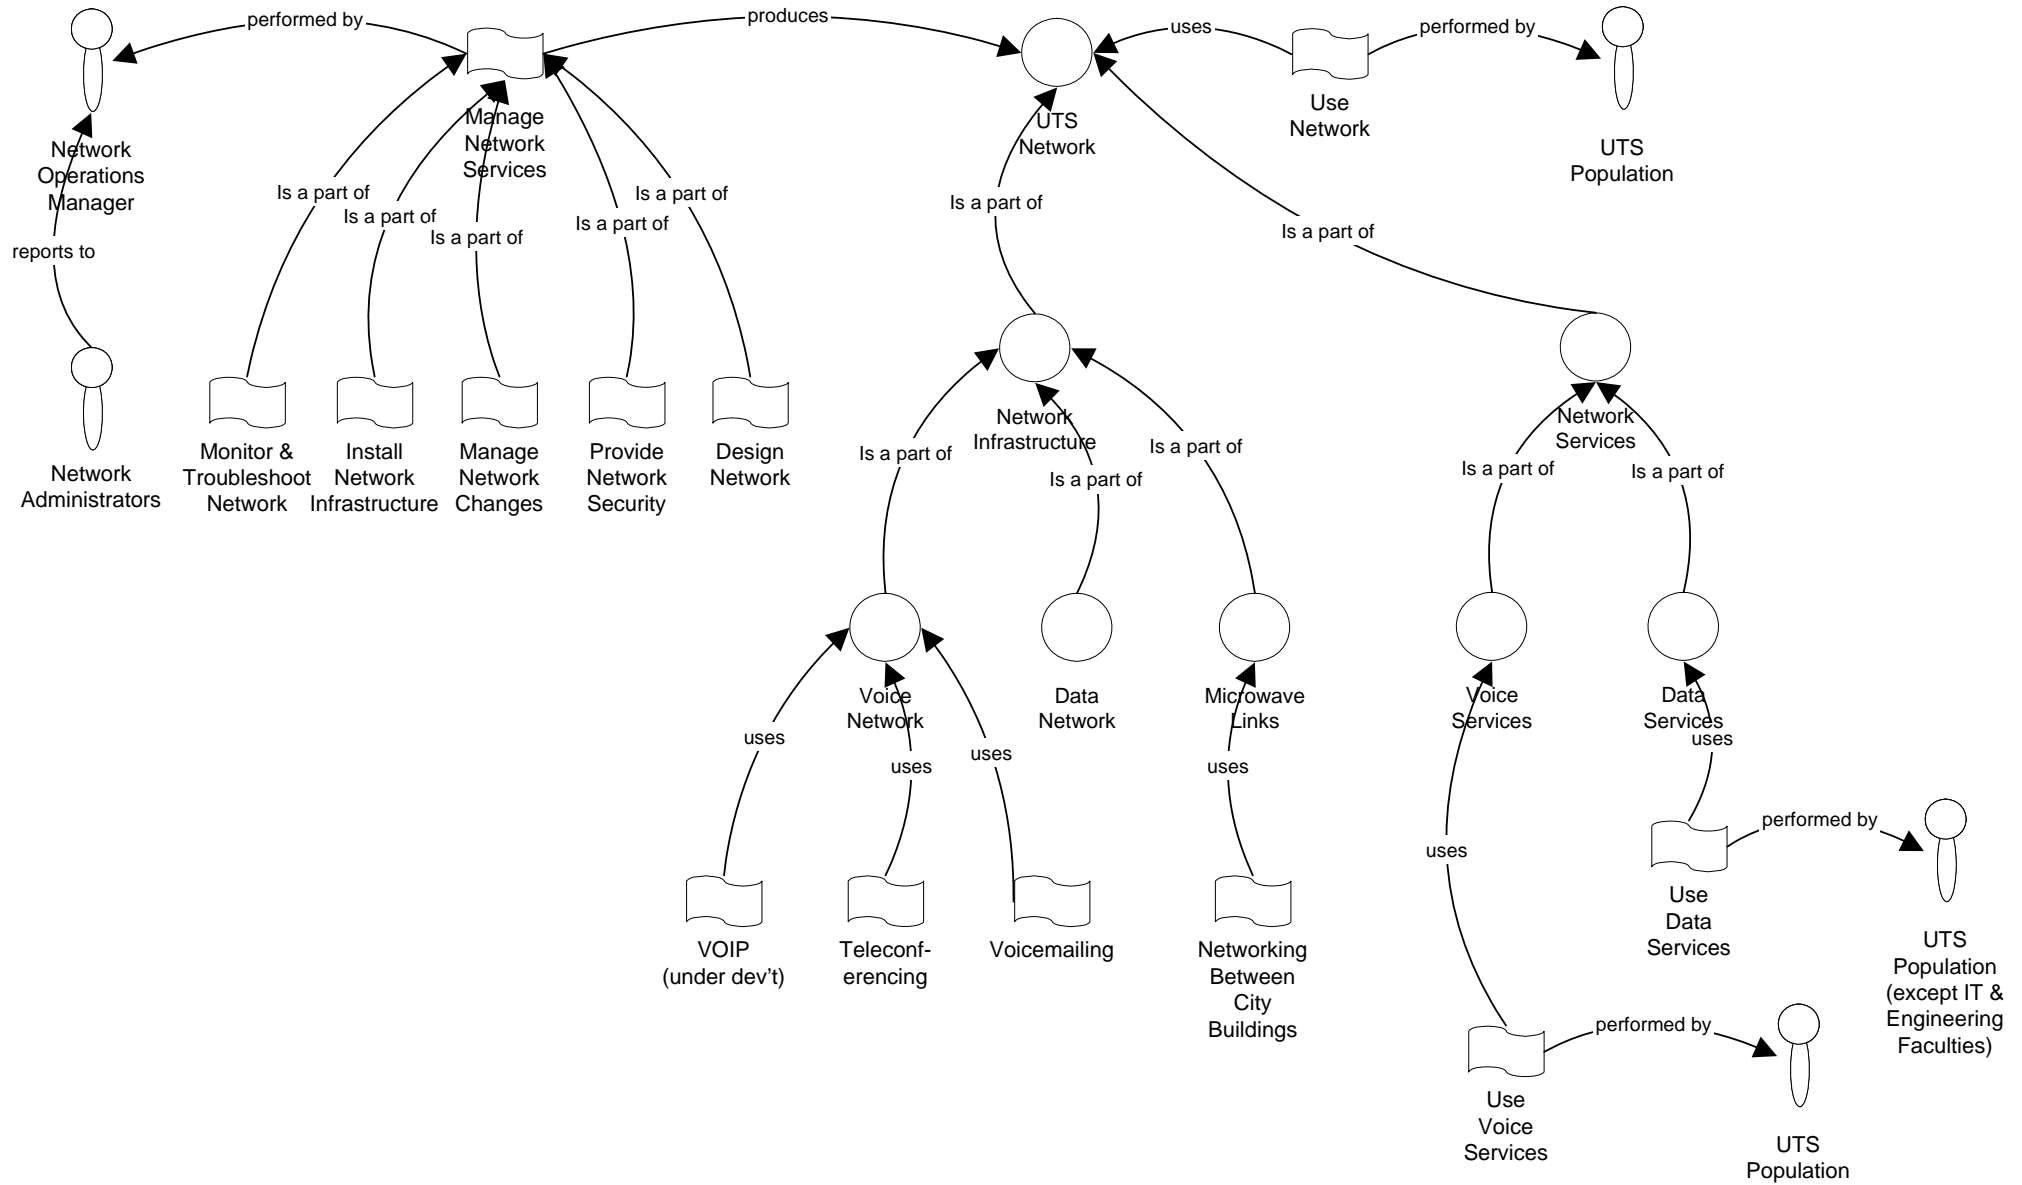 performed by
produces
uses
performed by
Manage
Network
Services
UTS
Network
Use
Network
UTS
Population
Network
Operations
Manager
reports to
Is a part of
Is a part of
Is a part of
Is a part of
Is a part of
Is a part of
Is a part of
Network
Administrators
Monitor &
Troubleshoot
Network
Install
Network
Infrastructure
Manage
Network
Changes
Provide
Network
Security
Design
Network
Network
Infrastructure
Network
Services
Is a part of
Is a part of
Is a part of
Is a part of
Is a part of
Voice
Network
Data
Network
Microwave
Links
Voice
Services
Data
Services
uses
uses
uses
uses
uses
uses
performed by
VOIP
(under dev't)
Teleconf-
erencing
Voicemailing
Networking
Between
City
Buildings
Use
Data
Services
UTS
Population
(except IT &
Engineering
Faculties)
performed by
Use
Voice
Services
UTS
Population